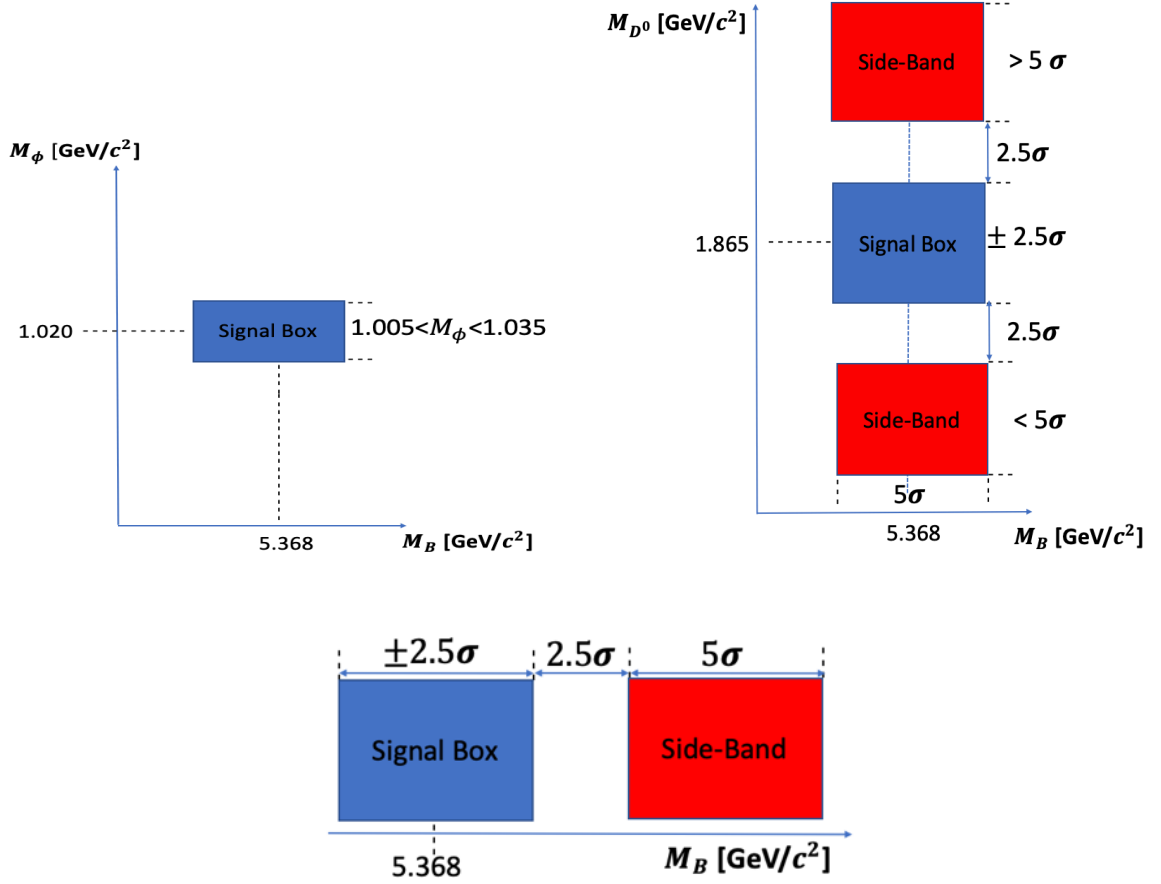 M_ϕ [GeV/c²]
1.020
Signal Box
1.005<M_ϕ<1.035
5.368
M_B [GeV/c²]
M_{D⁰} [GeV/c²]
Side-Band
> 5 σ
2.5σ
1.865
Signal Box
± 2.5σ
2.5σ
Side-Band
< 5σ
5σ
5.368
M_B [GeV/c²]
±2.5σ
2.5σ
5σ
Signal Box
Side-Band
5.368
M_B [GeV/c²]